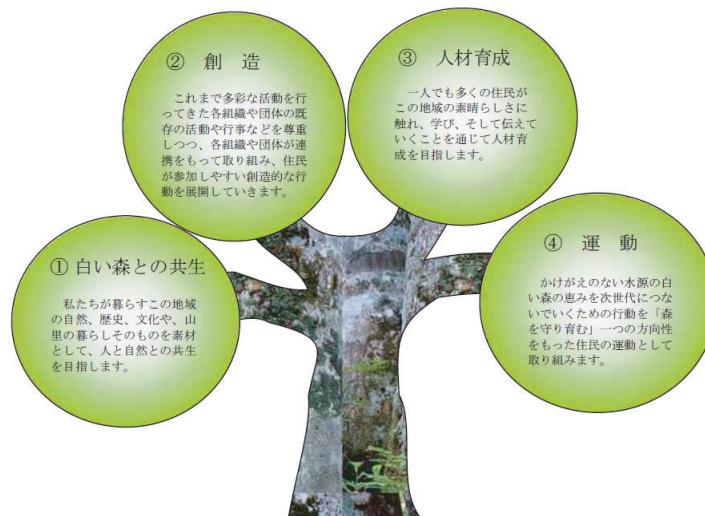 ① 白い森との共生
私たちが暮らすこの地域
の自然、歴史、文化や、山
里の暮らしそのものを素材
として、人と自然との共生
を目指します。
② 創　造
これまで多彩な活動を行
ってきた各組織や団体の既
存の活動や行事などを尊重
しつつ、各組織や団体が連
携をもって取り組み、住民
が参加しやすい創造的な行
動を展開していきます。
③ 人材育成
一人でも多くの住民が
この地域の素晴らしさに
触れ、学び、そして伝えて
いくことを通じて人材育
成を目指します。
④ 運　動
かけがえのない水源の白
い森の恵みを次世代につな
いでいくための行動を「森
を守り育む」一つの方向性
をもった住民の運動として
取り組みます。